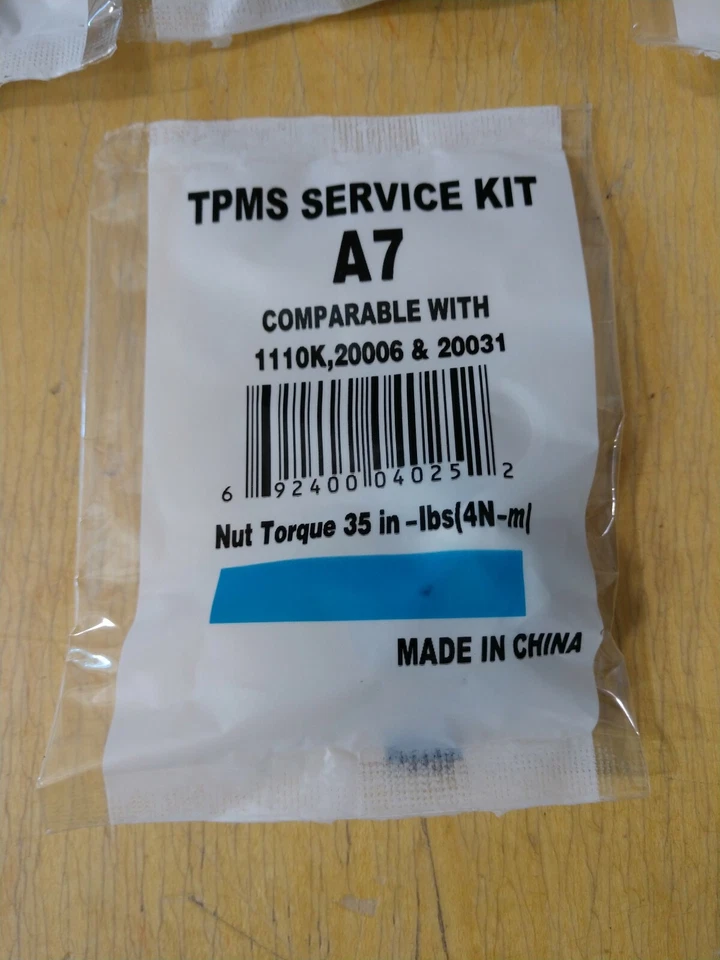 TPMS SERVICE KIT
A7
COMPARABLE WITH
1110K,20006 & 20031
6 92400 04025 2
Nut Torque 35 in -lbs(4N-m(
MADE IN CHINA